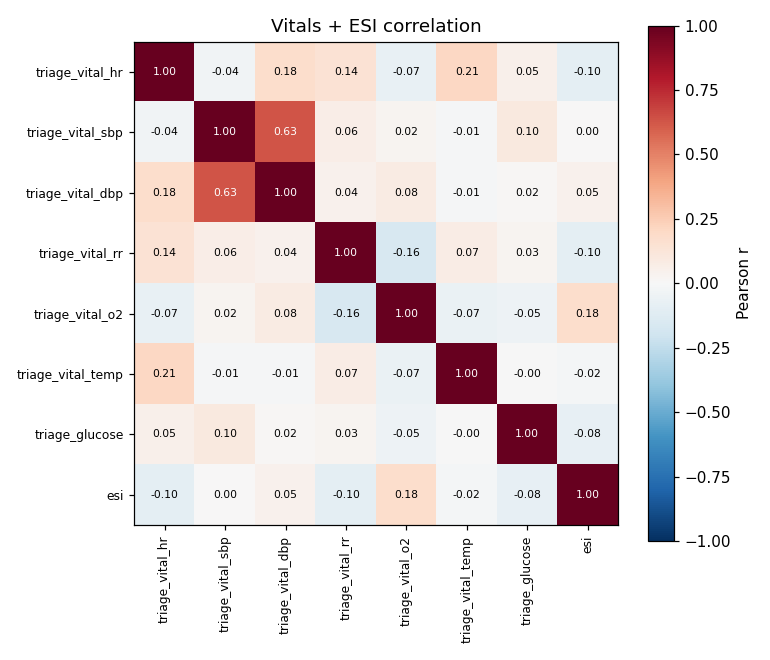 Vitals + ESI correlation
triage_vital_hr 1.00 -0.04 0.18 0.14 -0.07 0.21 0.05 -0.10
triage_vital_sbp -0.04 1.00 0.63 0.06 0.02 -0.01 0.10 0.00
triage_vital_dbp 0.18 0.63 1.00 0.04 0.08 -0.01 0.02 0.05
triage_vital_rr 0.14 0.06 0.04 1.00 -0.16 0.07 0.03 -0.10
triage_vital_o2 -0.07 0.02 0.08 -0.16 1.00 -0.07 -0.05 0.18
triage_vital_temp 0.21 -0.01 -0.01 0.07 -0.07 1.00 -0.00 -0.02
triage_glucose 0.05 0.10 0.02 0.03 -0.05 -0.00 1.00 -0.08
esi -0.10 0.00 0.05 -0.10 0.18 -0.02 -0.08 1.00
triage_vital_hr
triage_vital_sbp
triage_vital_dbp
triage_vital_rr
triage_vital_o2
triage_vital_temp
triage_glucose
esi
1.00
0.75
0.50
0.25
0.00
−0.25
−0.50
−0.75
−1.00
Pearson r